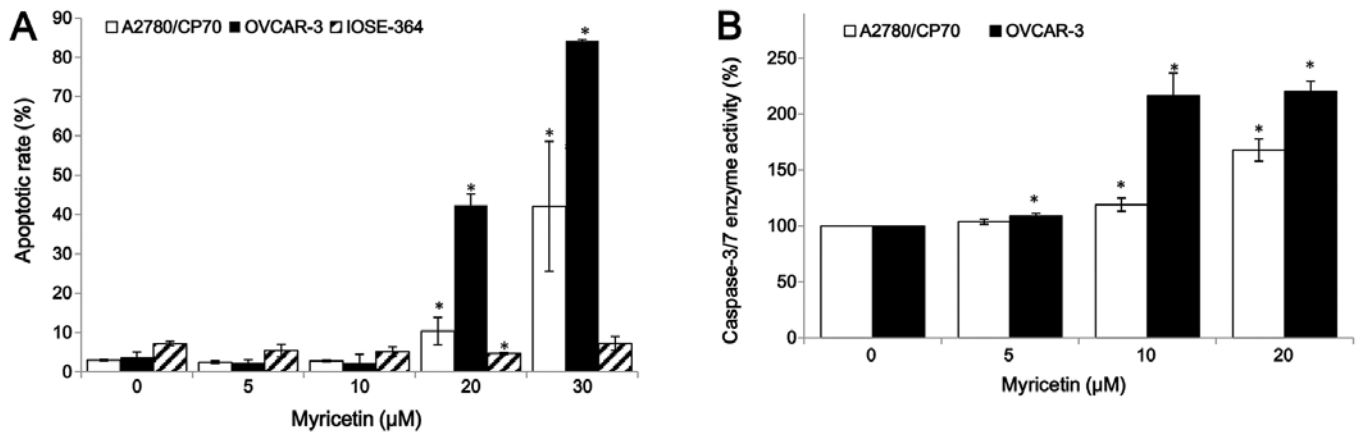 A
A2780/CP70 OVCAR-3 IOSE-364
Apoptotic rate (%)
90
80
70
60
50
40
30
20
10
0
* * * * *
0 5 10 20 30
Myricetin (µM)
B
A2780/CP70 OVCAR-3
Caspase-3/7 enzyme activity (%)
250
200
150
100
50
0
* * * * *
0 5 10 20
Myricetin (µM)